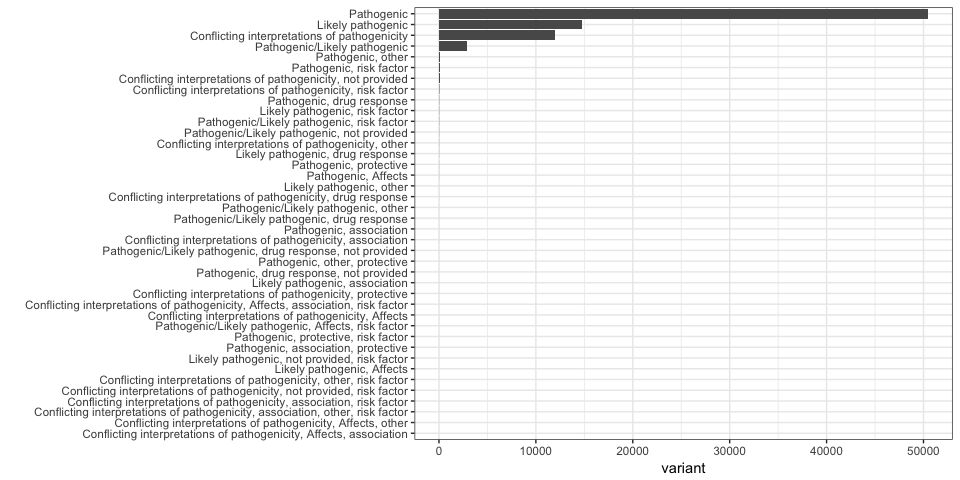 Pathogenic
Likely pathogenic
Conflicting interpretations of pathogenicity
Pathogenic/Likely pathogenic
Pathogenic, other
Pathogenic, risk factor
Conflicting interpretations of pathogenicity, not provided
Conflicting interpretations of pathogenicity, risk factor
Pathogenic, drug response
Likely pathogenic, risk factor
Pathogenic/Likely pathogenic, risk factor
Pathogenic/Likely pathogenic, not provided
Conflicting interpretations of pathogenicity, other
Likely pathogenic, drug response
Pathogenic, protective
Pathogenic, Affects
Likely pathogenic, other
Conflicting interpretations of pathogenicity, drug response
Pathogenic/Likely pathogenic, other
Pathogenic/Likely pathogenic, drug response
Pathogenic, association
Conflicting interpretations of pathogenicity, association
Pathogenic/Likely pathogenic, drug response, not provided
Pathogenic, other, protective
Pathogenic, drug response, not provided
Likely pathogenic, association
Conflicting interpretations of pathogenicity, protective
Conflicting interpretations of pathogenicity, Affects, association, risk factor
Conflicting interpretations of pathogenicity, Affects
Pathogenic/Likely pathogenic, Affects, risk factor
Pathogenic, protective, risk factor
Pathogenic, association, protective
Likely pathogenic, not provided, risk factor
Likely pathogenic, Affects
Conflicting interpretations of pathogenicity, other, risk factor
Conflicting interpretations of pathogenicity, not provided, risk factor
Conflicting interpretations of pathogenicity, association, risk factor
Conflicting interpretations of pathogenicity, association, other, risk factor
Conflicting interpretations of pathogenicity, Affects, other
Conflicting interpretations of pathogenicity, Affects, association
0 10000 20000 30000 40000 50000
variant